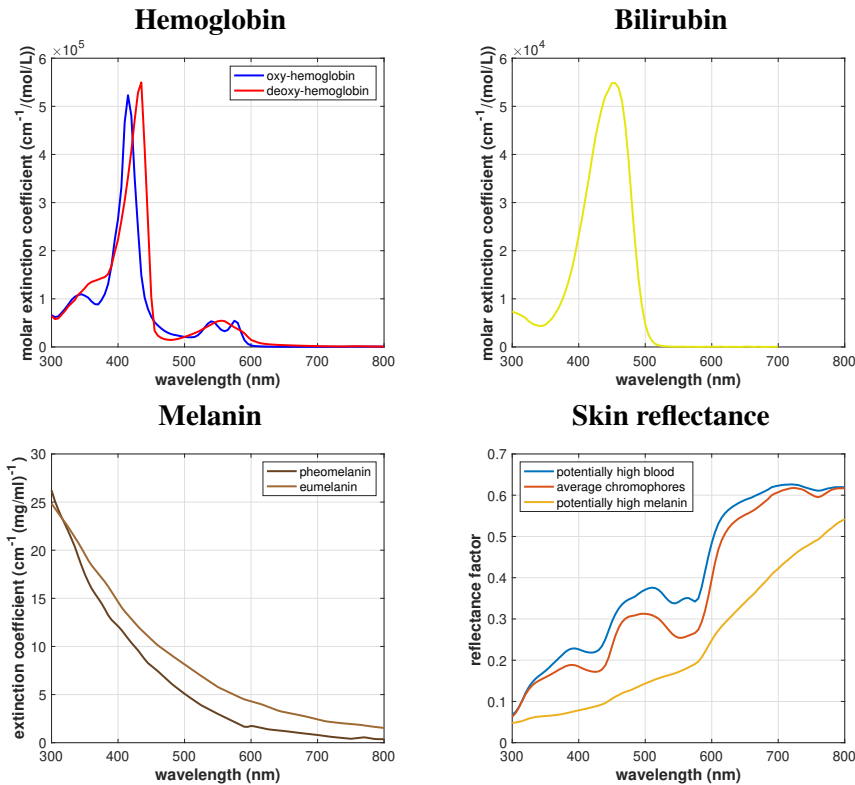 Hemoglobin
×10^5
6
5
4
3
2
1
0
300 400 500 600 700 800
wavelength (nm)
molar extinction coefficient (cm^-1/(mol/L))
oxy-hemoglobin
deoxy-hemoglobin
Bilirubin
×10^4
6
5
4
3
2
1
0
300 400 500 600 700 800
wavelength (nm)
molar extinction coefficient (cm^-1/(mol/L))
Melanin
30
25
20
15
10
5
0
300 400 500 600 700 800
wavelength (nm)
extinction coefficient (cm^-1 (mg/ml)^-1 )
pheomelanin
eumelanin
Skin reflectance
0.7
0.6
0.5
0.4
0.3
0.2
0.1
0
300 400 500 600 700 800
wavelength (nm)
reflectance factor
potentially high blood
average chromophores
potentially high melanin